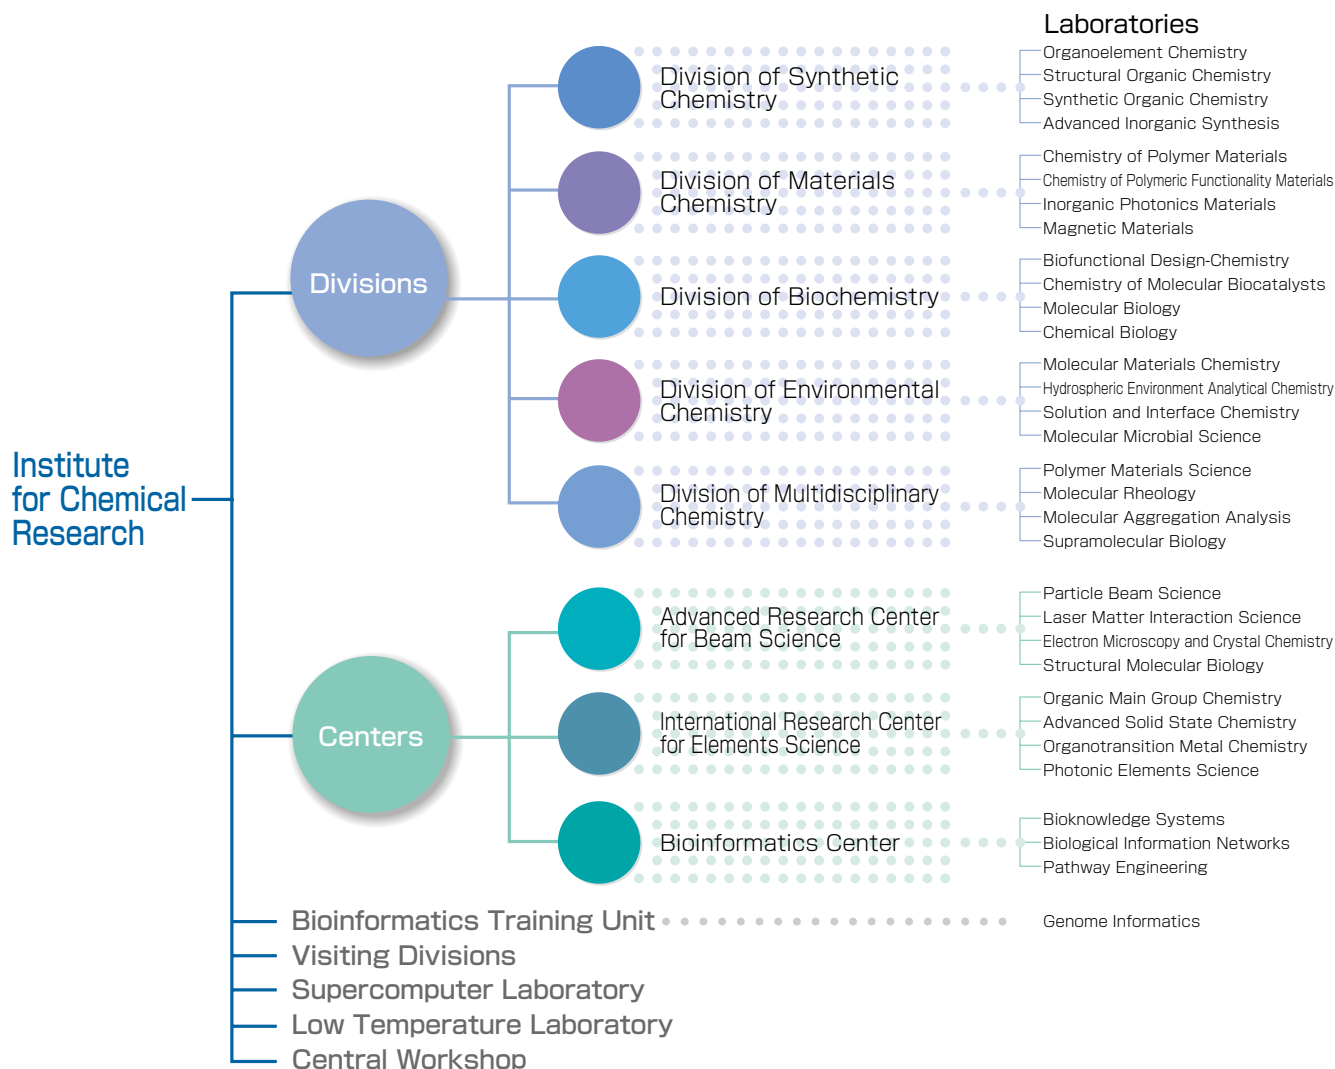 Laboratories
Institute
for Chemical
Research
Divisions
Division of Synthetic
Chemistry
Organoelement Chemistry
Structural Organic Chemistry
Synthetic Organic Chemistry
Advanced Inorganic Synthesis
Division of Materials
Chemistry
Chemistry of Polymer Materials
Chemistry of Polymeric Functionality Materials
Inorganic Photonics Materials
Magnetic Materials
Division of Biochemistry
Biofunctional Design-Chemistry
Chemistry of Molecular Biocatalysts
Molecular Biology
Chemical Biology
Division of Environmental
Chemistry
Molecular Materials Chemistry
Hydrospheric Environment Analytical Chemistry
Solution and Interface Chemistry
Molecular Microbial Science
Division of Multidisciplinary
Chemistry
Polymer Materials Science
Molecular Rheology
Molecular Aggregation Analysis
Supramolecular Biology
Centers
Advanced Research Center
for Beam Science
Particle Beam Science
Laser Matter Interaction Science
Electron Microscopy and Crystal Chemistry
Structural Molecular Biology
International Research Center
for Elements Science
Organic Main Group Chemistry
Advanced Solid State Chemistry
Organotransition Metal Chemistry
Photonic Elements Science
Bioinformatics Center
Bioknowledge Systems
Biological Information Networks
Pathway Engineering
Bioinformatics Training Unit
Genome Informatics
Visiting Divisions
Supercomputer Laboratory
Low Temperature Laboratory
Central Workshop